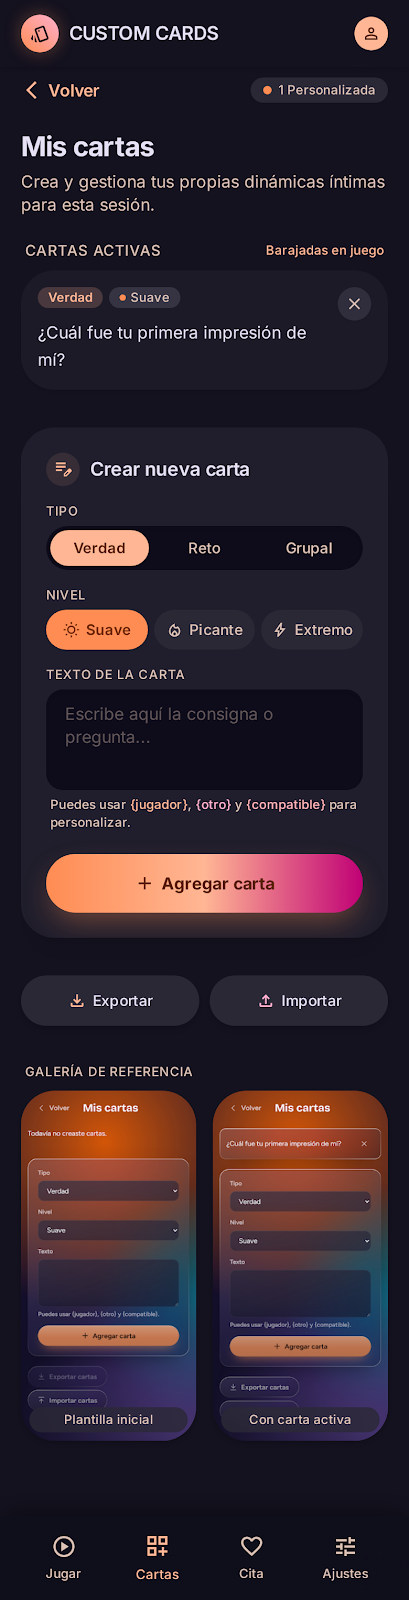 CUSTOM CARDS
Volver
1 Personalizada
Mis cartas
Crea y gestiona tus propias dinámicas íntimas
para esta sesión.
CARTAS ACTIVAS
Barajadas en juego
Verdad
Suave
¿Cuál fue tu primera impresión de
mí?
Crear nueva carta
TIPO
Verdad
Reto
Grupal
NIVEL
Suave
Picante
Extremo
TEXTO DE LA CARTA
Escribe aquí la consigna o
pregunta...
Puedes usar {jugador}, {otro} y {compatible} para
personalizar.
Agregar carta
Exportar
Importar
GALERÍA DE REFERENCIA
Volver
Mis cartas
Todavía no creaste cartas.
Tipo
Verdad
Nivel
Suave
Texto
Puedes usar {jugador}, {otro} y {compatible}.
Agregar carta
Exportar cartas
Importar cartas
Plantilla inicial
Volver
Mis cartas
¿Cuál fue tu primera impresión de mí?
Tipo
Verdad
Nivel
Suave
Texto
Puedes usar {jugador}, {otro} y {compatible}.
Agregar carta
Exportar cartas
Con carta activa
Jugar
Cartas
Cita
Ajustes